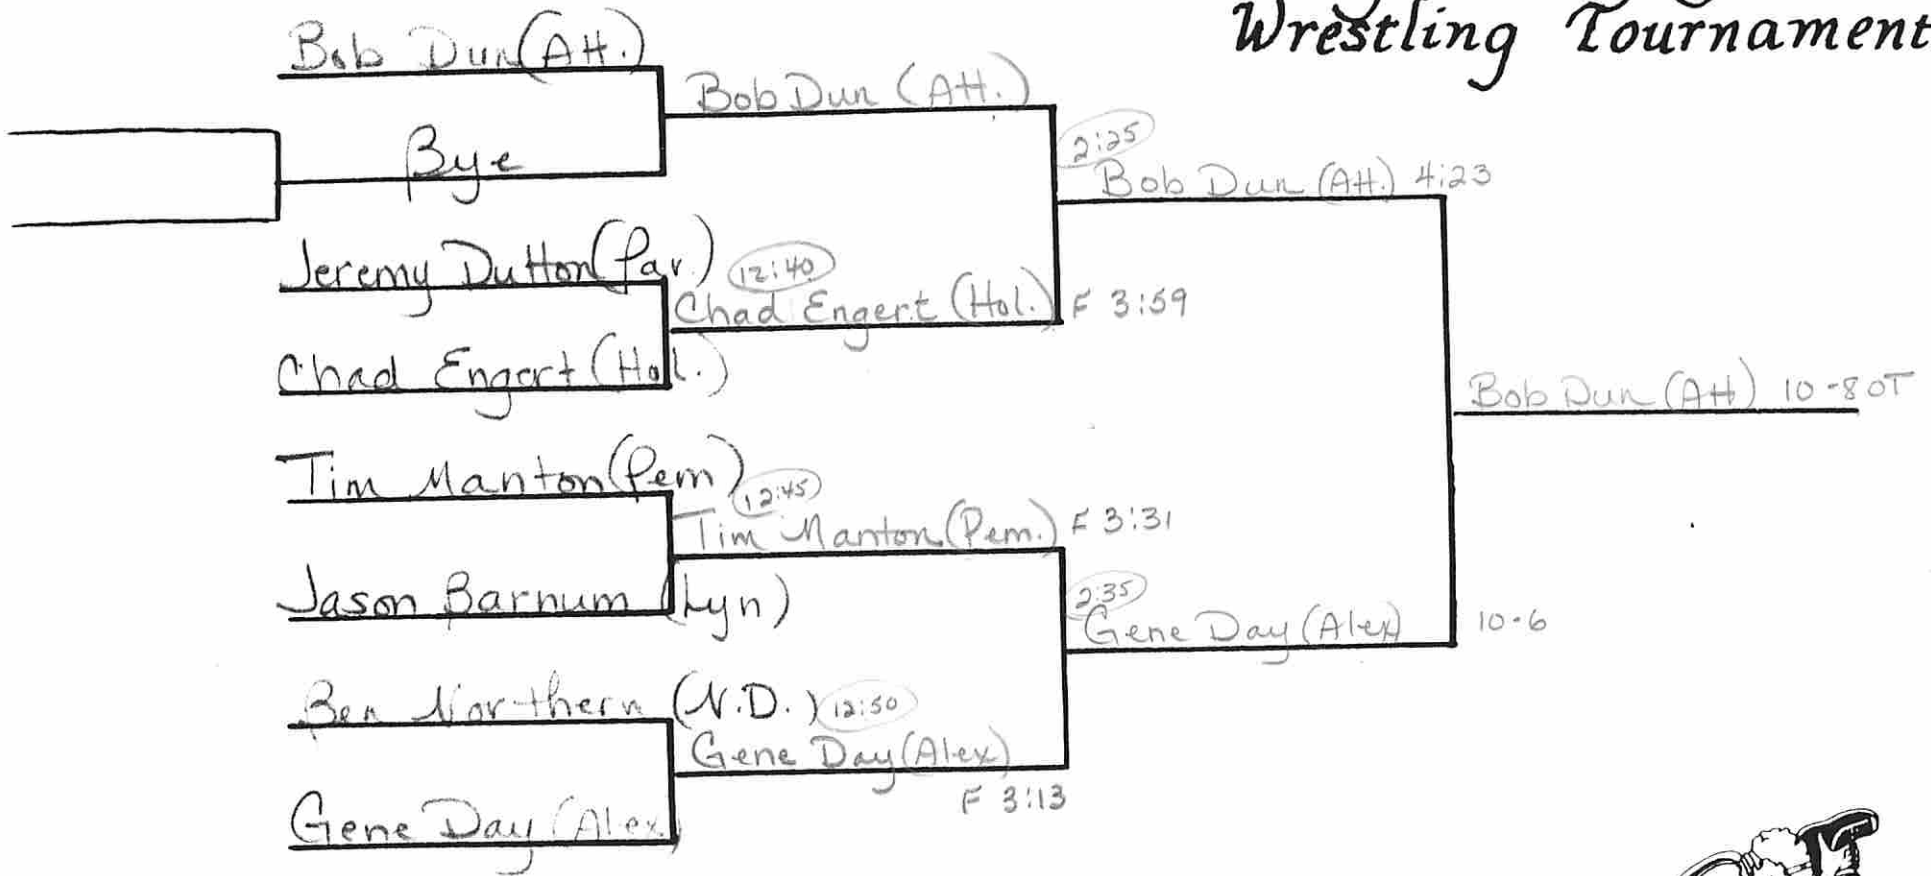 Wrestling Tournament
Bob Dun (Att.)
Bob Dun (Att.)
Bye
2:25
Bob Dun (Att.) 4:23
Jeremy Dutton (Pav.)
12:40
Chad Engert (Hol.) F 3:59
Chad Engert (Hol.)
Bob Dun (Att) 10-8 OT
Tim Manton (Pem)
12:45
Tim Manton (Pem.) F 3:31
Jason Barnum (Lyn)
2:35
Gene Day (Alex) 10-6
Ben Northern (N.D.) 12:50
Gene Day (Alex)
F 3:13
Gene Day (Alex)